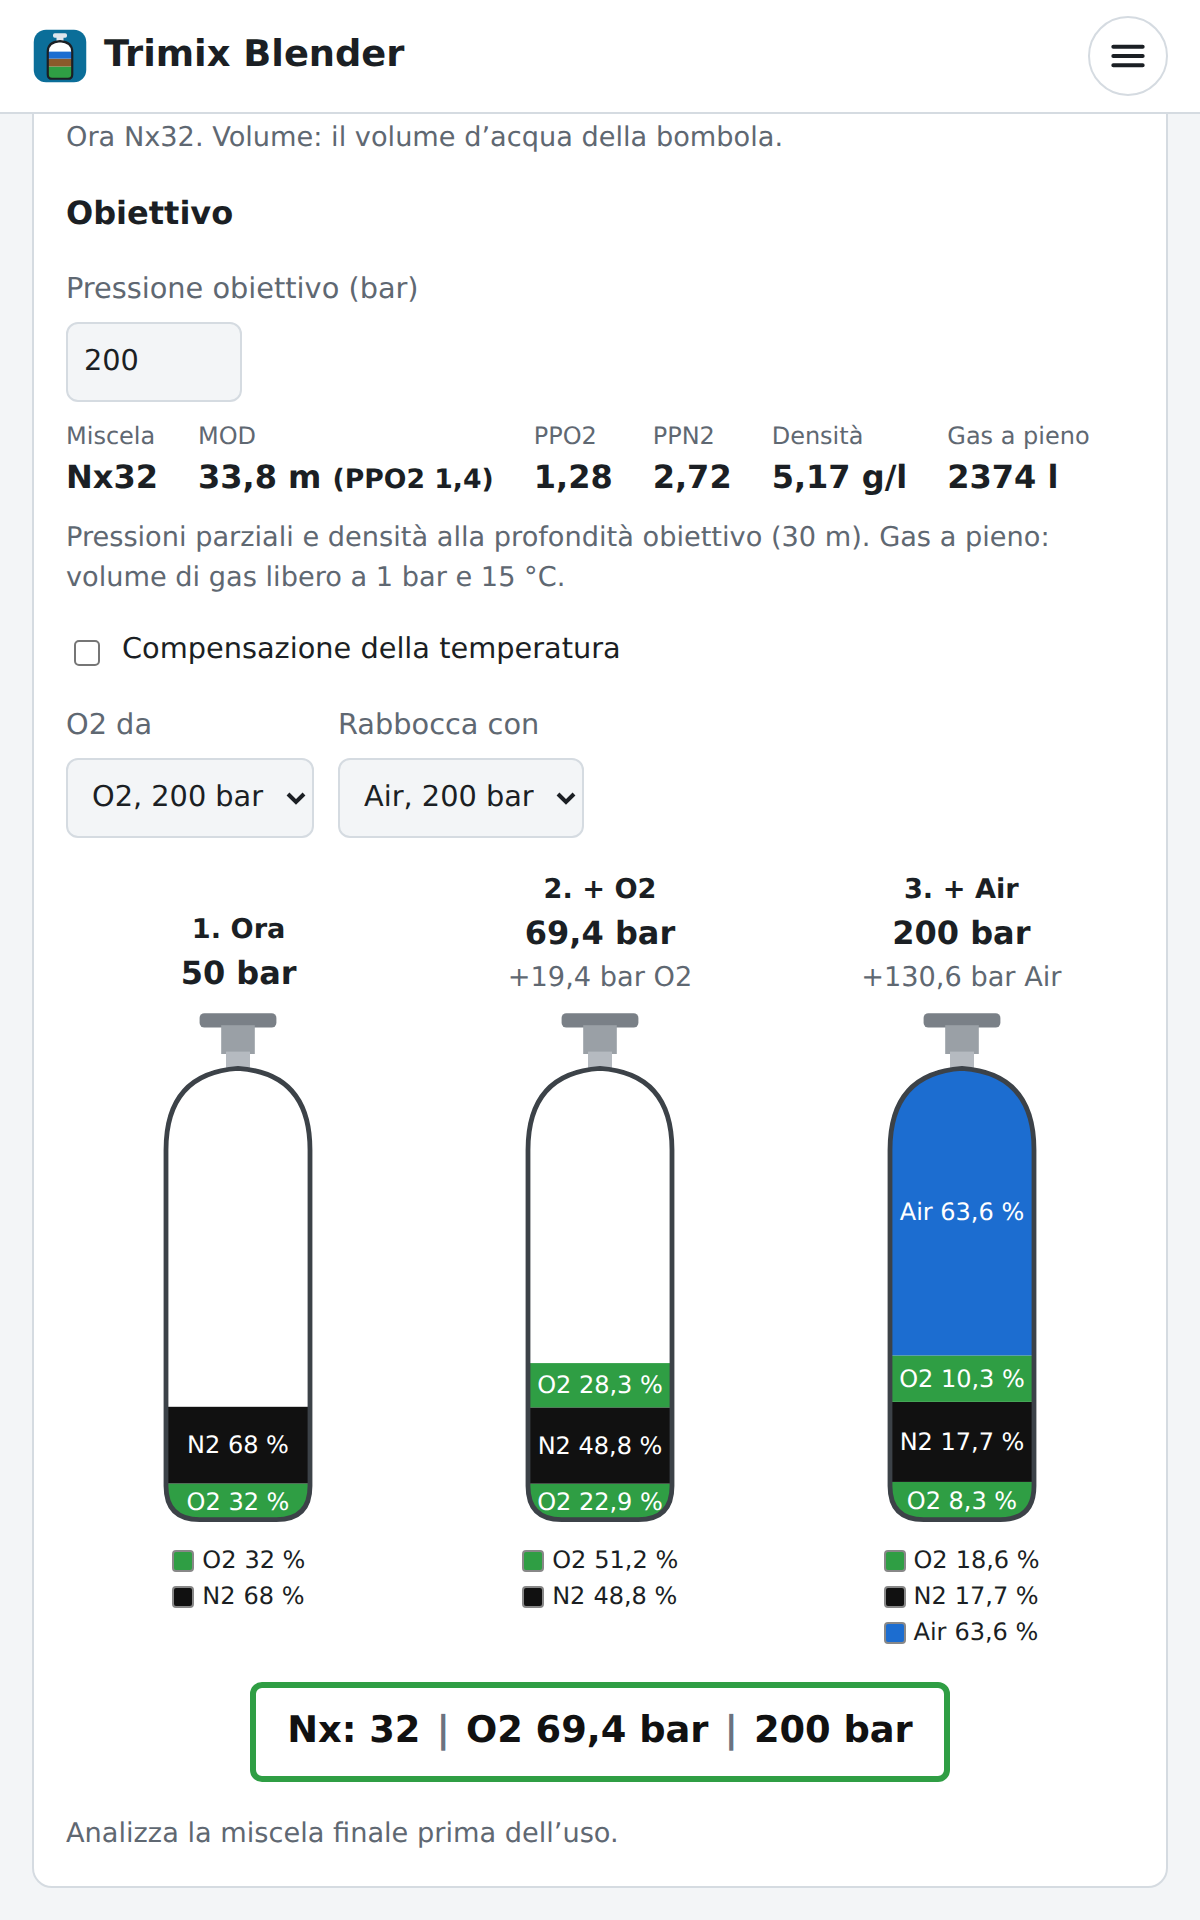 Trimix Blender
Ora Nx32. Volume: il volume d’acqua della bombola.
Obiettivo
Pressione obiettivo (bar)
200
Miscela MOD PPO2 PPN2 Densità Gas a pieno
Nx32 33,8 m (PPO2 1,4) 1,28 2,72 5,17 g/l 2374 l
Pressioni parziali e densità alla profondità obiettivo (30 m). Gas a pieno:
volume di gas libero a 1 bar e 15 °C.
Compensazione della temperatura
O2 da Rabbocca con
O2, 200 bar Air, 200 bar
1. Ora
50 bar
N2 68 %
O2 32 %
O2 32 %
N2 68 %
2. + O2
69,4 bar
+19,4 bar O2
O2 28,3 %
N2 48,8 %
O2 22,9 %
O2 51,2 %
N2 48,8 %
3. + Air
200 bar
+130,6 bar Air
Air 63,6 %
O2 10,3 %
N2 17,7 %
O2 8,3 %
O2 18,6 %
N2 17,7 %
Air 63,6 %
Nx: 32 | O2 69,4 bar | 200 bar
Analizza la miscela finale prima dell’uso.